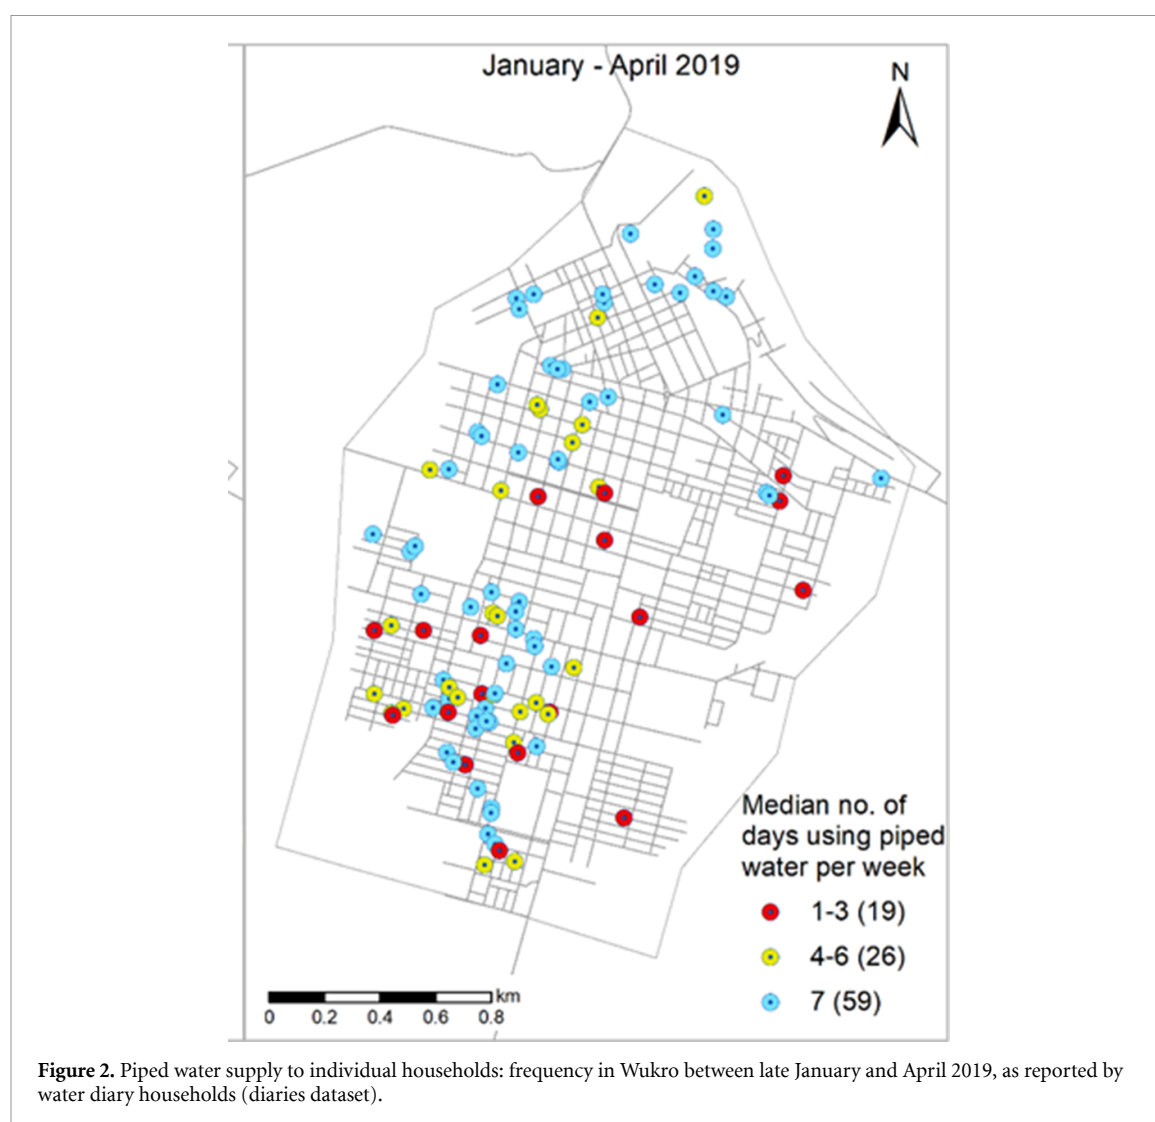 January - April 2019
N
Median no. of
days using piped
water per week
1-3 (19)
4-6 (26)
7 (59)
km
0 0.2 0.4 0.6 0.8
Figure 2. Piped water supply to individual households: frequency in Wukro between late January and April 2019, as reported by
water diary households (diaries dataset).